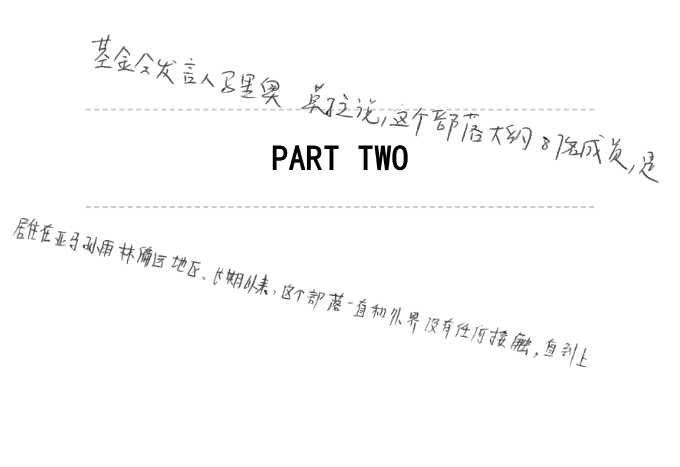 基金会发言人马里奥 莫拉说,这个部落大约87名成员,是
PART TWO
居住在亚马孙雨林偏远地区、长期以来,这个部落一直和外界没有任何接触,直到上